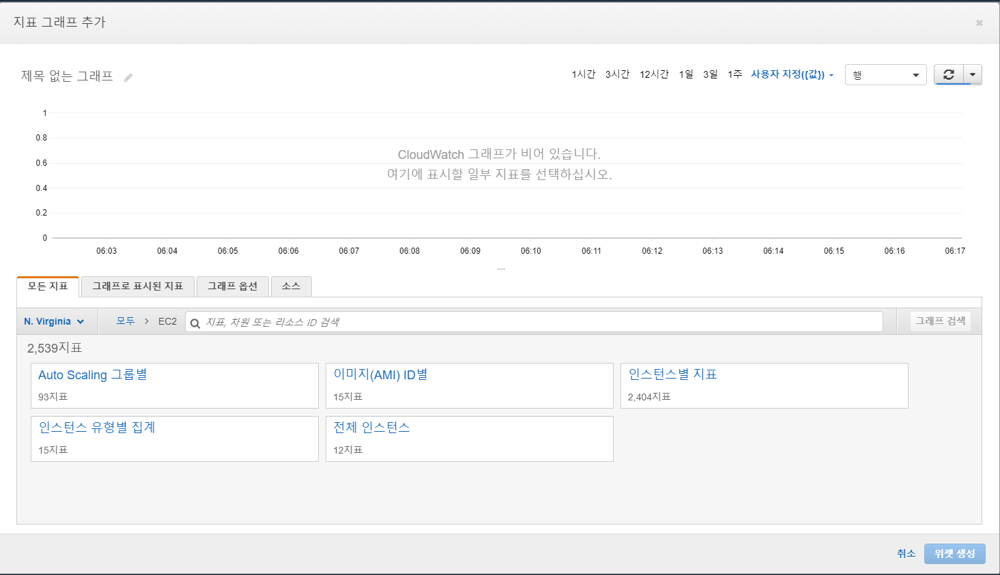 지표 그래프 추가
제목 없는 그래프
1시간 3시간 12시간 1일 3일 1주 사용자 지정({값}) 행
1
0.8
0.6
0.4
0.2
0
CloudWatch 그래프가 비어 있습니다.
여기에 표시할 일부 지표를 선택하십시오.
06:03 06:04 06:05 06:06 06:07 06:08 06:09 06:10 06:11 06:12 06:13 06:14 06:15 06:16 06:17
---
모든 지표 그래프로 표시된 지표 그래프 옵션 소스
N. Virginia 모두 > EC2 지표, 차원 또는 리소스 ID 검색 그래프 검색
2,539지표
Auto Scaling 그룹별
93지표
이미지(AMI) ID별
15지표
인스턴스별 지표
2,404지표
인스턴스 유형별 집계
15지표
전체 인스턴스
12지표
취소 위젯 생성